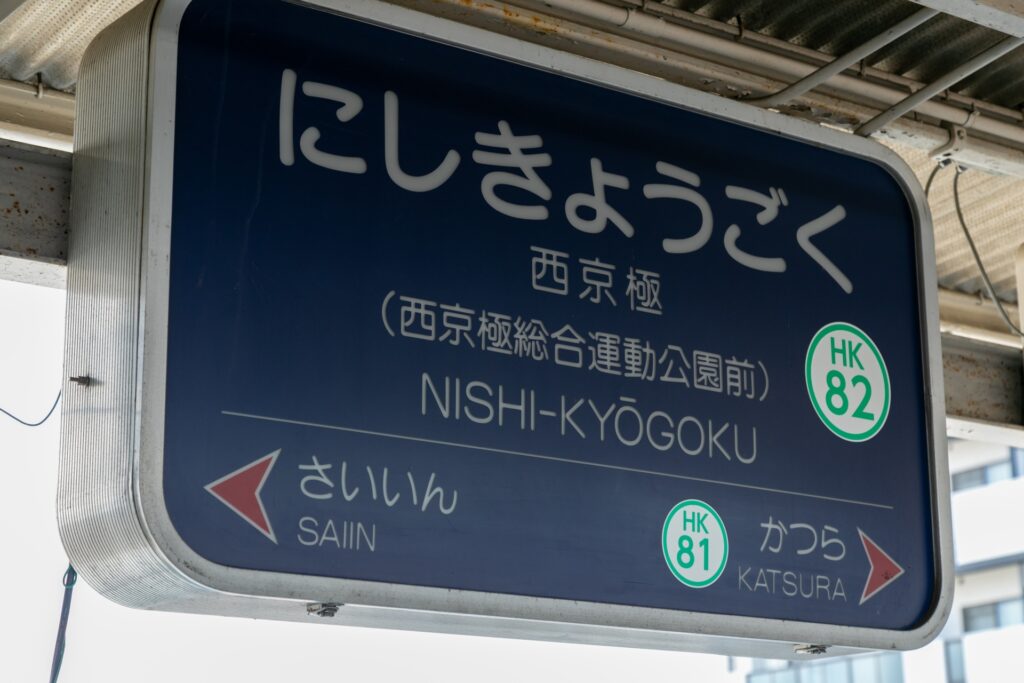 にしきょうごく
西京極
(西京極総合運動公園前)
NISHI-KYŌGOKU
HK
82
さいいん
SAIIN
HK
81
かつら
KATSURA